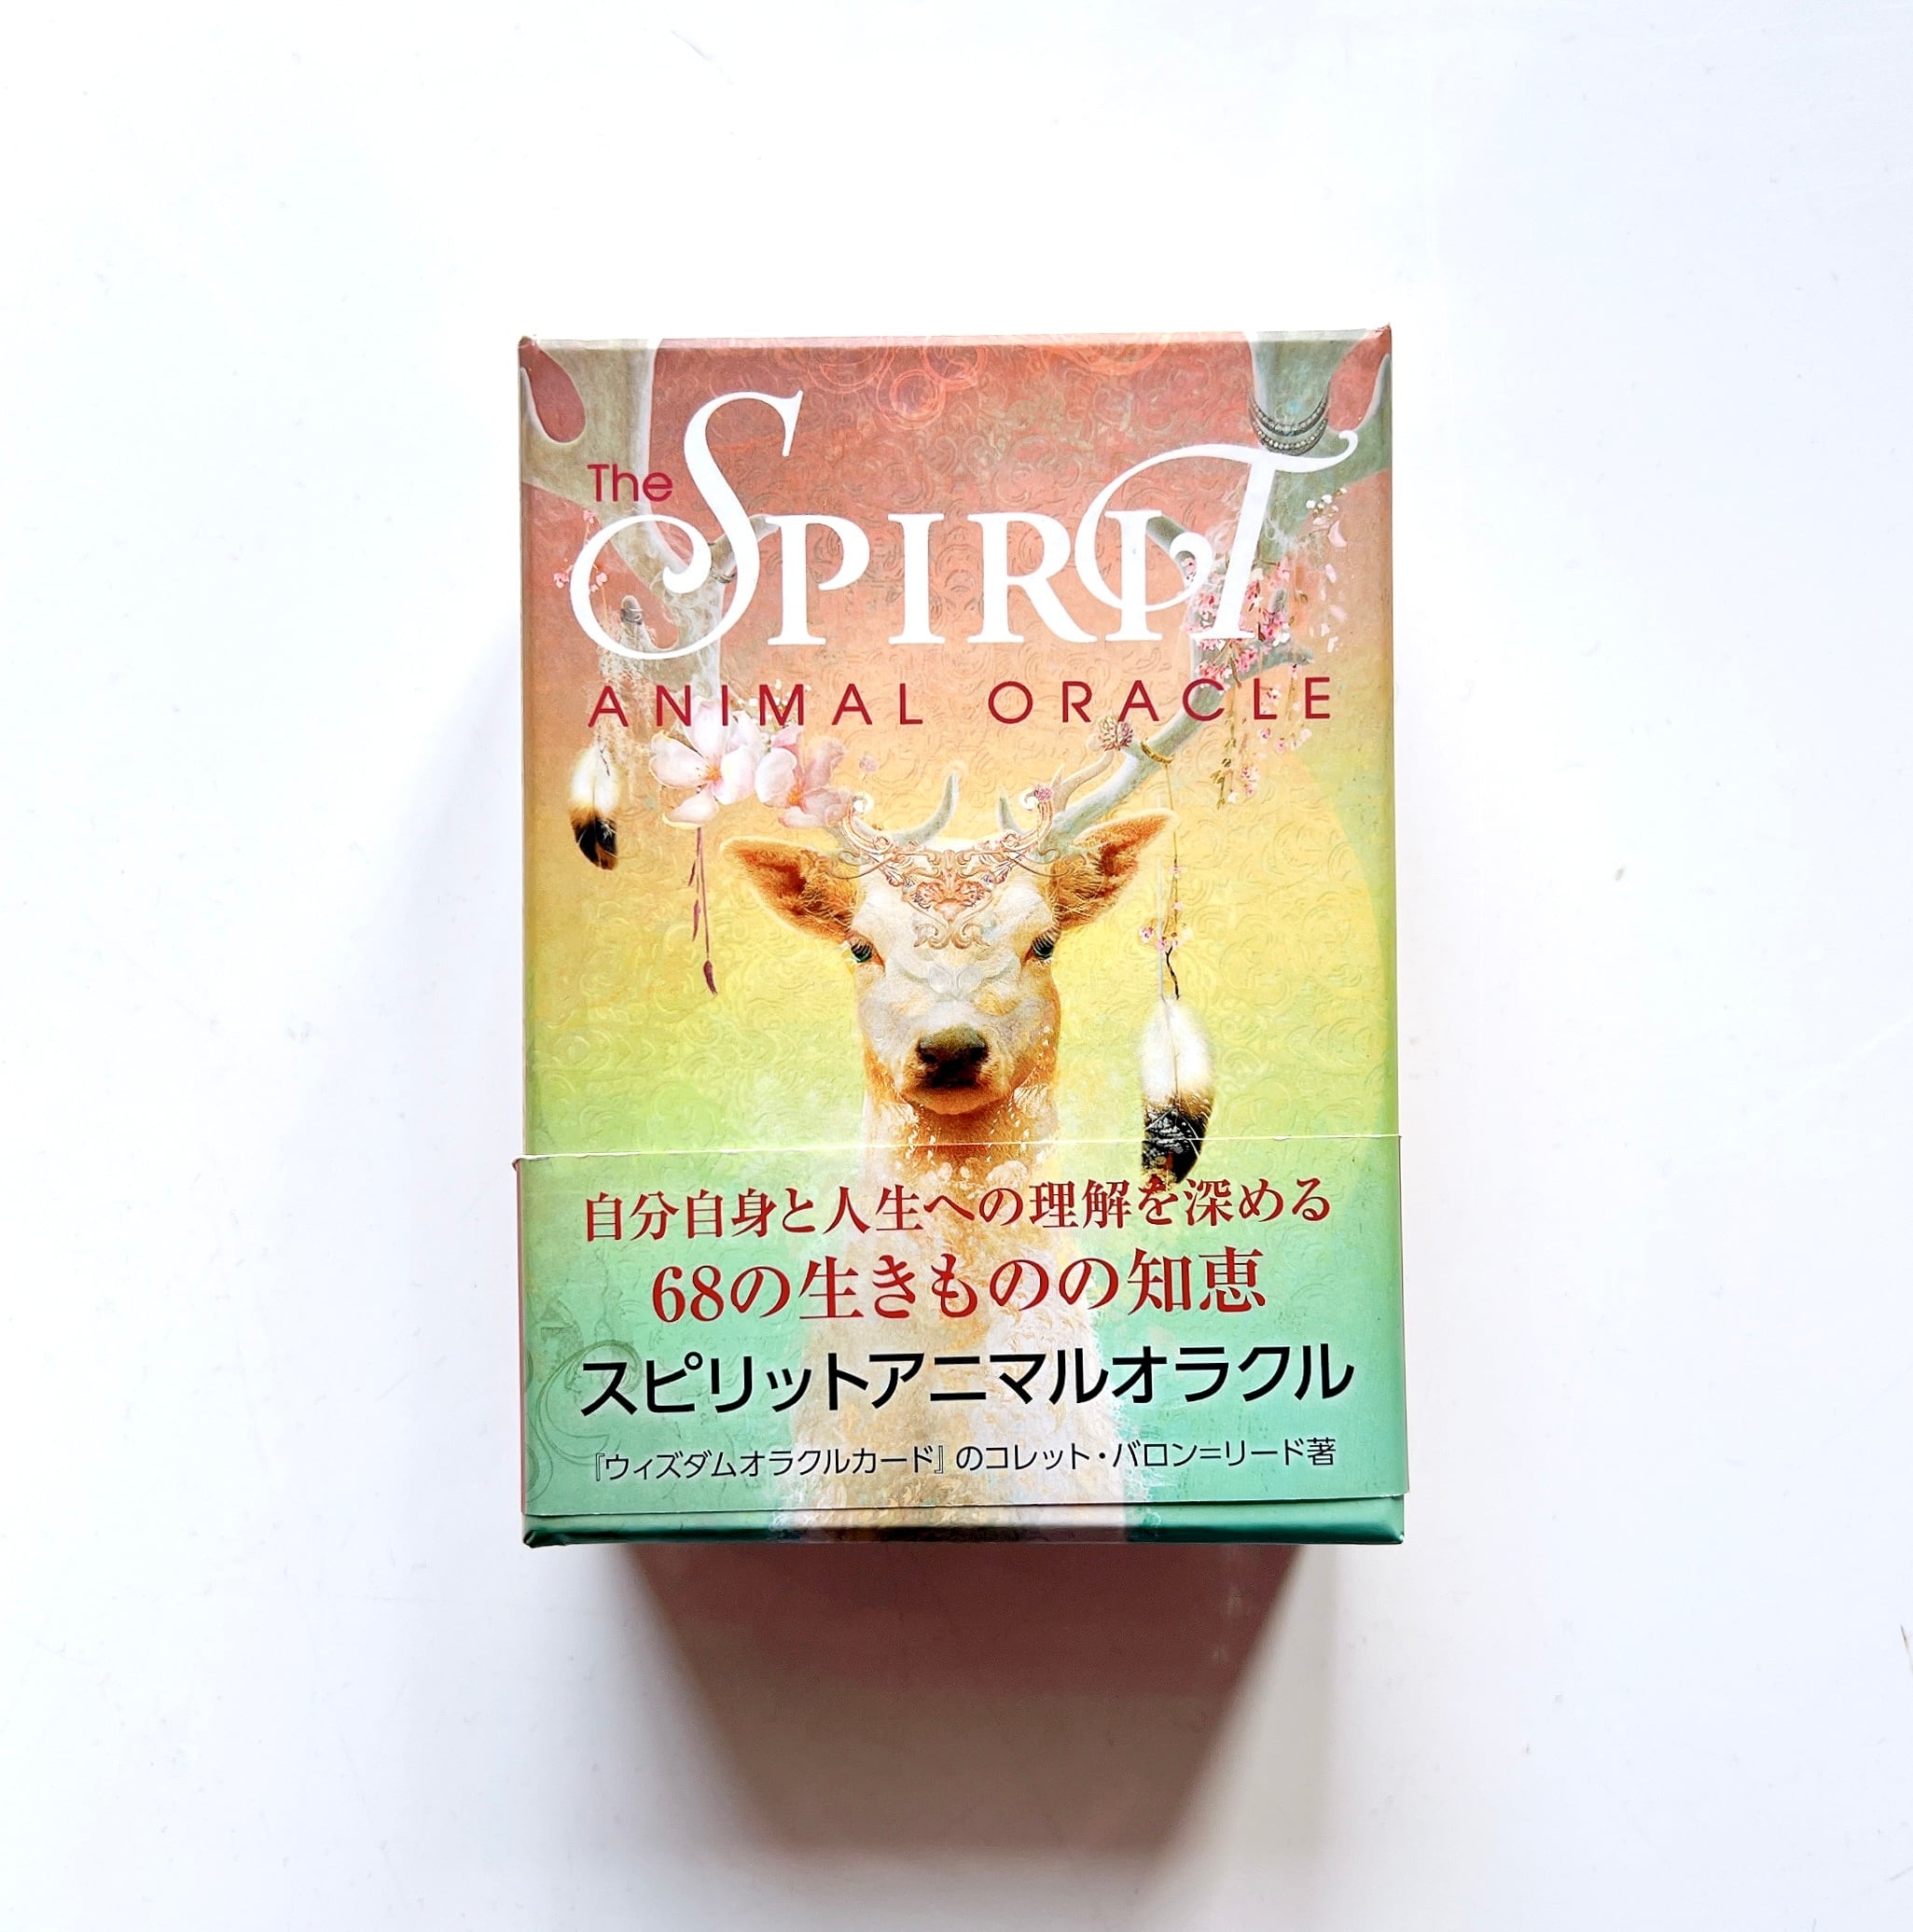 The
SPIRIT
ANIMAL ORACLE
自分自身と人生への理解を深める
68の生きものの知恵
スピリットアニマルオラクル
『ウィズダムオラクルカード』のコレット・バロン=リード著